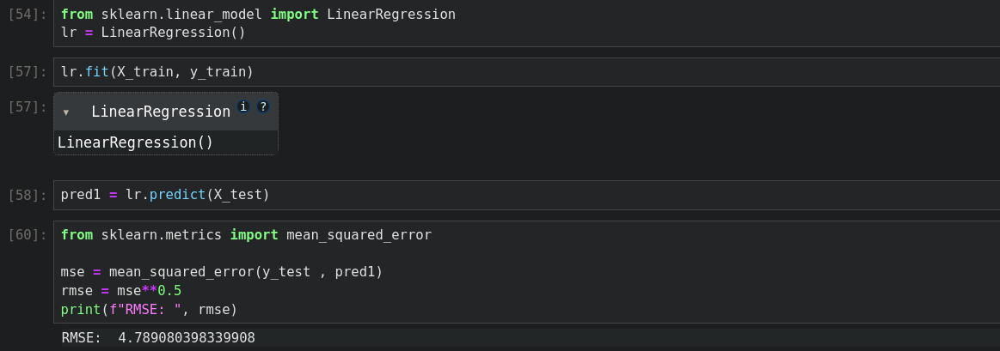 [54]: from sklearn.linear_model import LinearRegression
lr = LinearRegression()
[57]: lr.fit(X_train, y_train)
[57]: ▾ LinearRegression i ?
LinearRegression()
[58]: pred1 = lr.predict(X_test)
[60]: from sklearn.metrics import mean_squared_error
mse = mean_squared_error(y_test , pred1)
rmse = mse**0.5
print(f"RMSE: ", rmse)
RMSE:  4.789080398339908